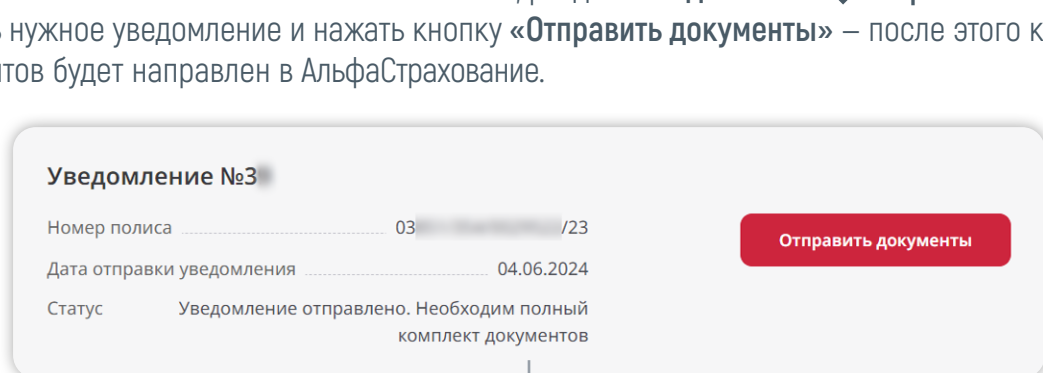 нужное уведомление и нажать кнопку «Отправить документы» – после этого к
тов будет направлен в АльфаСтрахование.
Уведомление №3
Номер полиса 03 /23
Отправить документы
Дата отправки уведомления 04.06.2024
Статус Уведомление отправлено. Необходим полный
комплект документов